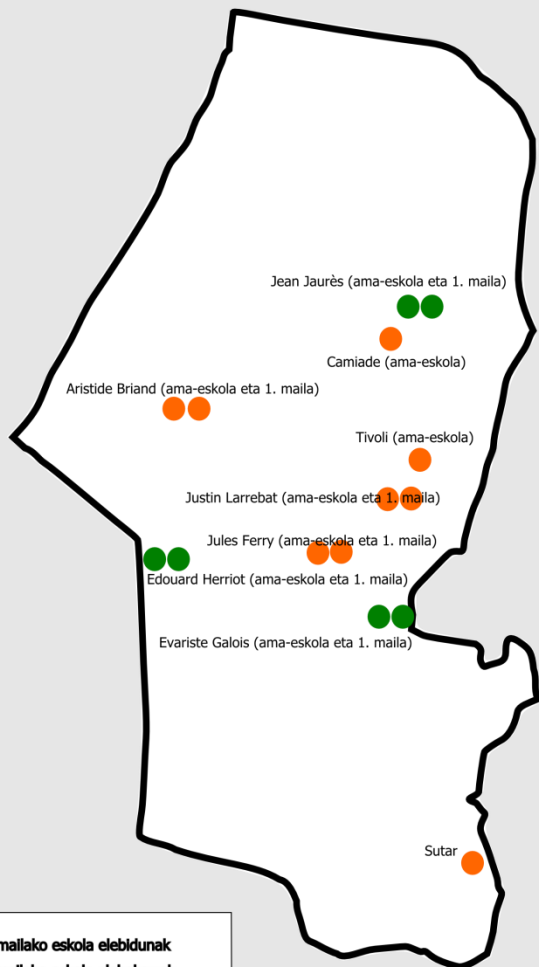 Jean Jaurès (ama-eskola eta 1. maila)
Camiade (ama-eskola)
Aristide Briand (ama-eskola eta 1. maila)
Tivoli (ama-eskola)
Justin Larrebat (ama-eskola eta 1. maila)
Jules Ferry (ama-eskola eta 1. maila)
Edouard Herriot (ama-eskola eta 1. maila)
Evariste Galois (ama-eskola eta 1. maila)
Sutar
mailako eskola elebidunak